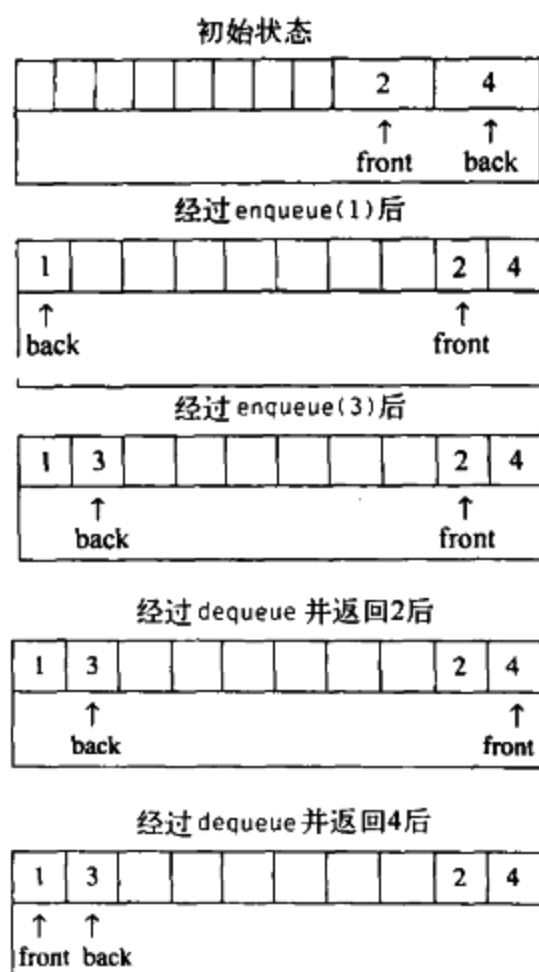 初始状态
2 4
front back
经过enqueue(1)后
1 2 4
back front
经过enqueue(3)后
1 3 2 4
back front
经过dequeue并返回2后
1 3 2 4
back front
经过dequeue并返回4后
1 3 2 4
front back